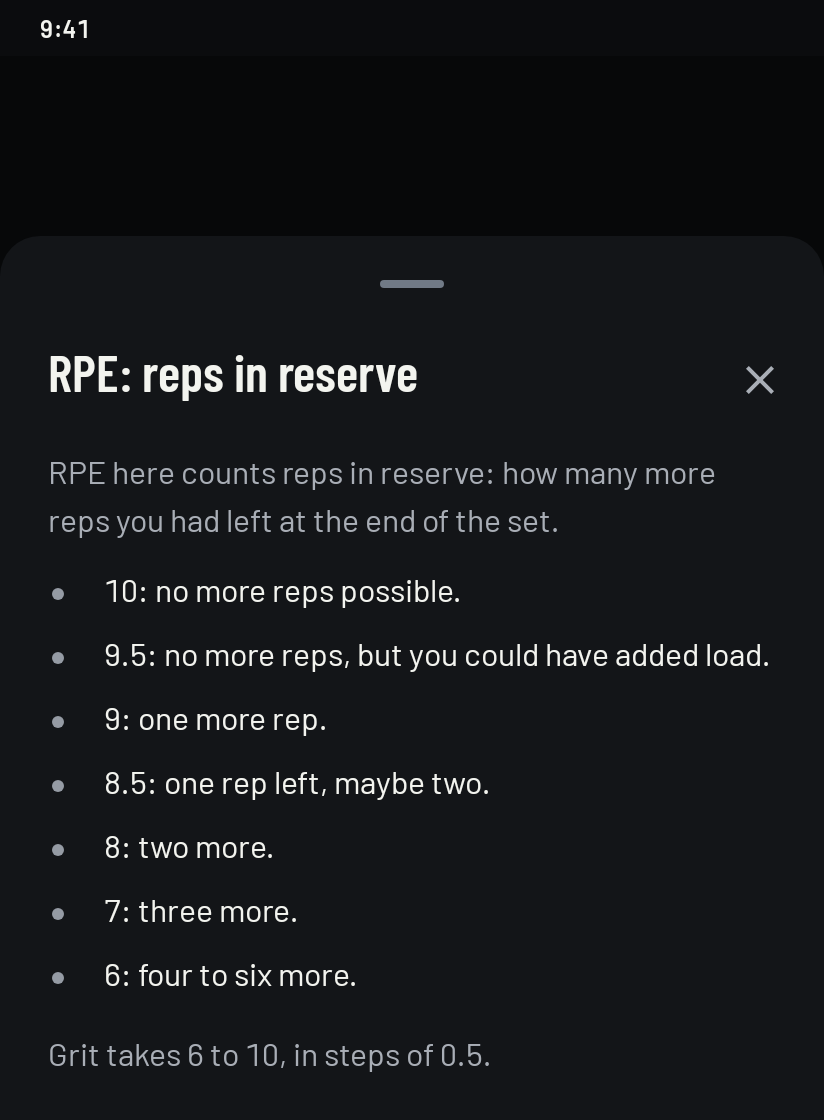 9:41
RPE: reps in reserve
RPE here counts reps in reserve: how many more
reps you had left at the end of the set.
10: no more reps possible.
9.5: no more reps, but you could have added load.
9: one more rep.
8.5: one rep left, maybe two.
8: two more.
7: three more.
6: four to six more.
Grit takes 6 to 10, in steps of 0.5.